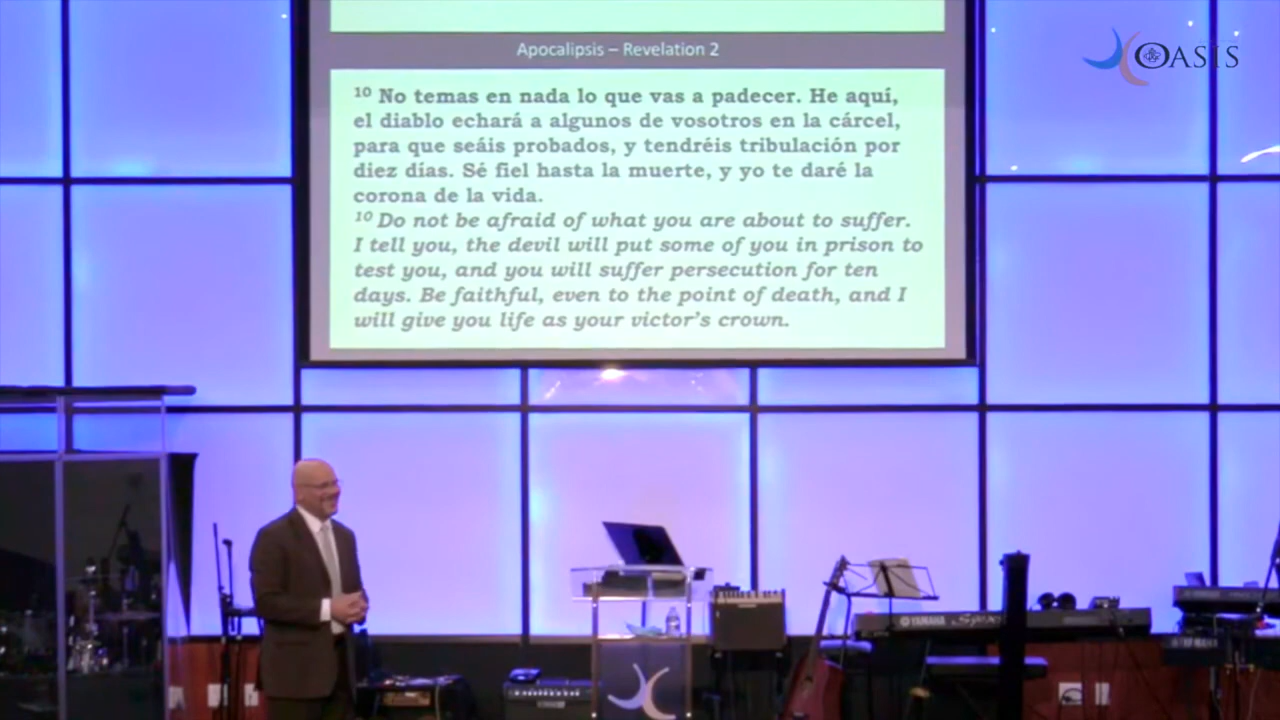 Apocalipsis – Revelation 2
OASIS
10 No temas en nada lo que vas a padecer. He aquí,
el diablo echará a algunos de vosotros en la cárcel,
para que seáis probados, y tendréis tribulación por
diez días. Sé fiel hasta la muerte, y yo te daré la
corona de la vida.
10 Do not be afraid of what you are about to suffer.
I tell you, the devil will put some of you in prison to
test you, and you will suffer persecution for ten
days. Be faithful, even to the point of death, and I
will give you life as your victor's crown.
YAMAHA